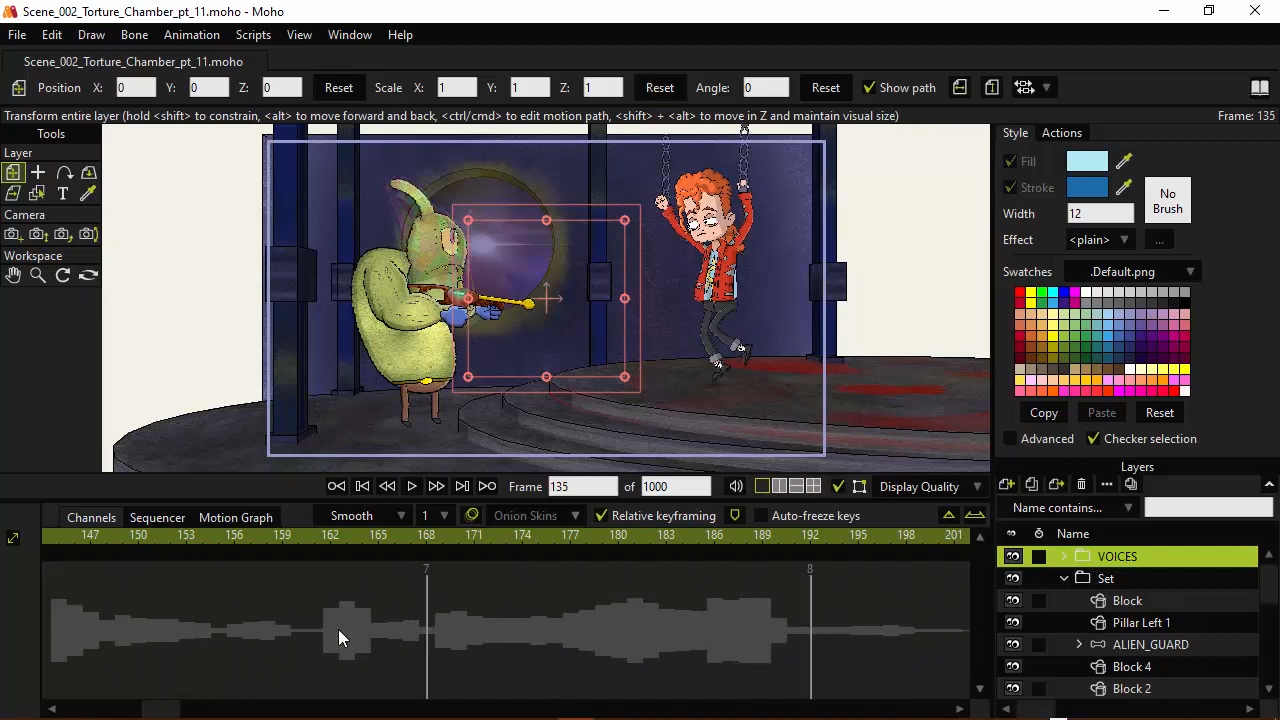 Scene_002_Torture_Chamber_pt_11.moho - Moho
File Edit Draw Bone Animation Scripts View Window Help
Scene_002_Torture_Chamber_pt_11.moho
Position X: 0 Y: 0 Z: 0 Reset Scale X: 1 Y: 1 Z: 1 Reset Angle: 0 Reset Show path
Transform entire layer (hold <shift> to constrain, <alt> to move forward and back, <ctrl/cmd> to edit motion path, <shift> + <alt> to move in Z and maintain visual size) Frame: 135
Tools
Layer
Camera
Workspace
Style Actions
Fill
Stroke
No Brush
Width 12
Effect <plain> ...
Swatches .Default.png
Copy Paste Reset
Advanced Checker selection
Layers
Frame 135 of 1000 Display Quality
Channels Sequencer Motion Graph Smooth 1 Onion Skins Relative keyframing Auto-freeze keys
Name contains...
147 150 153 156 159 162 165 168 171 174 177 180 183 186 189 192 195 198 201
7 8
Name
VOICES
Set
Block
Pillar Left 1
ALIEN_GUARD
Block 4
Block 2